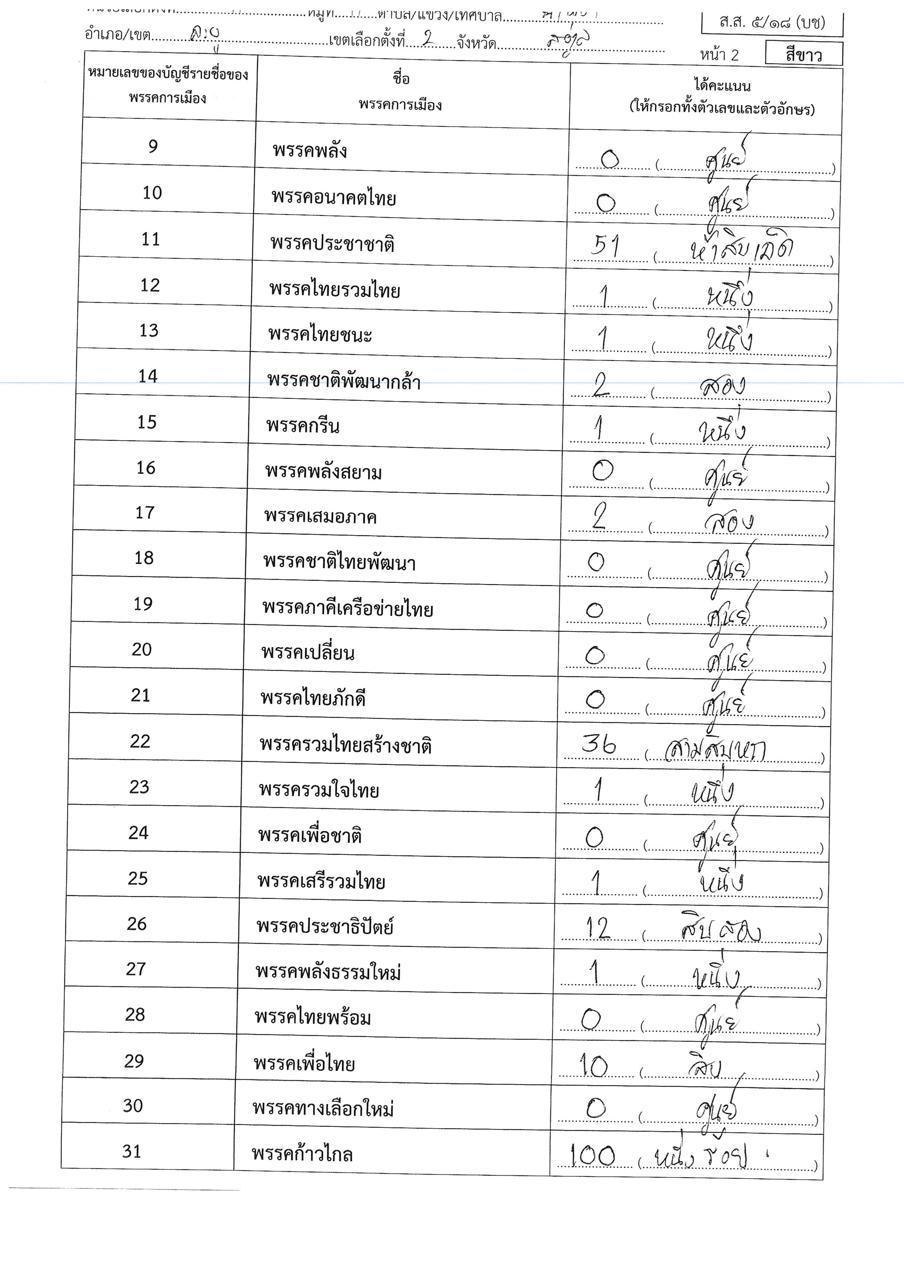 หมู่ที่ 11 ตำบล/แขวง/เทศบาล
ส.ส. ๕/๑๘ (บช)
อำเภอ/เขต ละงู เขตเลือกตั้งที่ 2 จังหวัด สตูล
หน้า 2 สีขาว
หมายเลขของบัญชีรายชื่อของพรรคการเมือง ชื่อพรรคการเมือง ได้คะแนน (ให้กรอกทั้งตัวเลขและตัวอักษร)
9 พรรคพลัง 0 (ศูนย์)
10 พรรคอนาคตไทย 0 (ศูนย์)
11 พรรคประชาชาติ 51 (ห้าสิบเอ็ด)
12 พรรคไทยรวมไทย 1 (หนึ่ง)
13 พรรคไทยชนะ 1 (หนึ่ง)
14 พรรคชาติพัฒนากล้า 2 (สอง)
15 พรรคกรีน 1 (หนึ่ง)
16 พรรคพลังสยาม 0 (ศูนย์)
17 พรรคเสมอภาค 2 (สอง)
18 พรรคชาติไทยพัฒนา 0 (ศูนย์)
19 พรรคภาคีเครือข่ายไทย 0 (ศูนย์)
20 พรรคเปลี่ยน 0 (ศูนย์)
21 พรรคไทยภักดี 0 (ศูนย์)
22 พรรครวมไทยสร้างชาติ 36 (สามสิบหก)
23 พรรครวมใจไทย 1 (หนึ่ง)
24 พรรคเพื่อชาติ 0 (ศูนย์)
25 พรรคเสรีรวมไทย 1 (หนึ่ง)
26 พรรคประชาธิปัตย์ 12 (สิบสอง)
27 พรรคพลังธรรมใหม่ 1 (หนึ่ง)
28 พรรคไทยพร้อม 0 (ศูนย์)
29 พรรคเพื่อไทย 10 (สิบ)
30 พรรคทางเลือกใหม่ 0 (ศูนย์)
31 พรรคก้าวไกล 100 (หนึ่งร้อย)